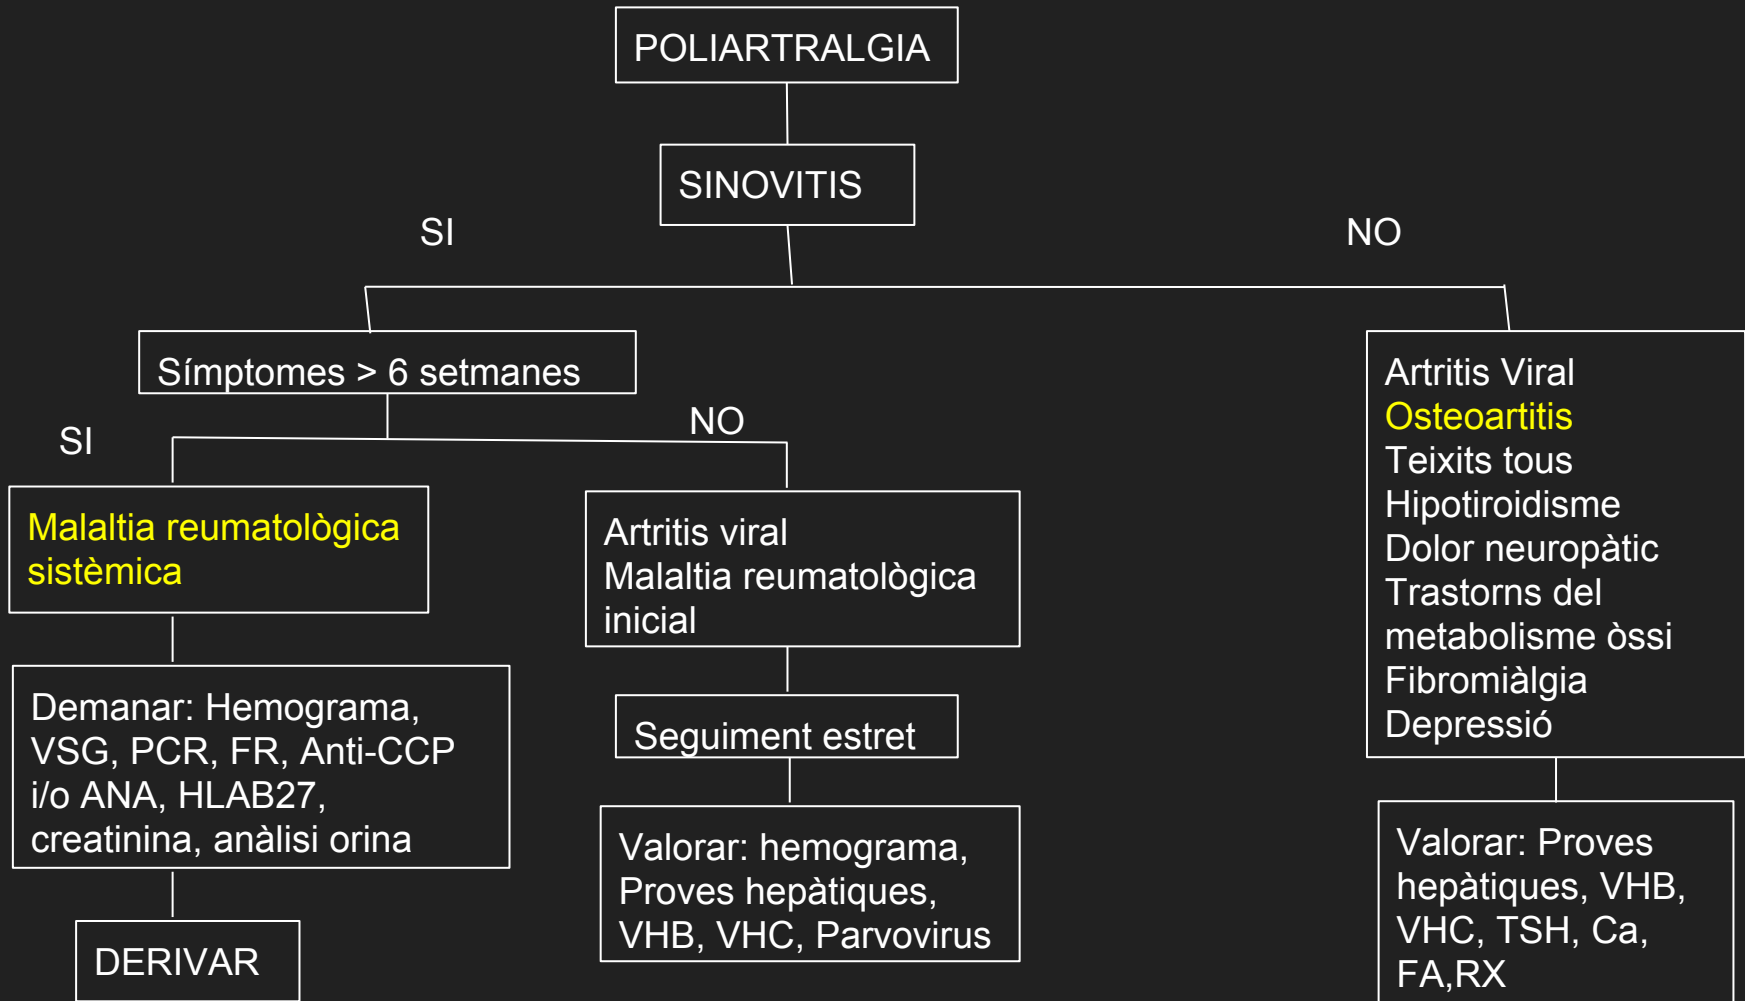 POLIARTRALGIA
SINOVITIS
SI
NO
Símptomes > 6 setmanes
SI
NO
Malaltia reumatològica
sistèmica
Demanar: Hemograma,
VSG, PCR, FR, Anti-CCP
i/o ANA, HLAB27,
creatinina, anàlisi orina
DERIVAR
Artritis viral
Malaltia reumatològica
inicial
Seguiment estret
Valorar: hemograma,
Proves hepàtiques,
VHB, VHC, Parvovirus
Artritis Viral
Osteoartitis
Teixits tous
Hipotiroidisme
Dolor neuropàtic
Trastorns del
metabolisme òssi
Fibromiàlgia
Depressió
Valorar: Proves
hepàtiques, VHB,
VHC, TSH, Ca,
FA,RX